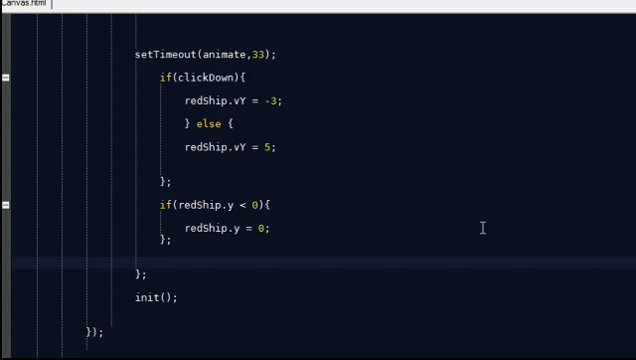 Canvas.html
setTimeout(animate,33);
if(clickDown){
redShip.vY = -3;
} else {
redShip.vY = 5;
};
if(redShip.y < 0){
redShip.y = 0;
};
};
init();
});